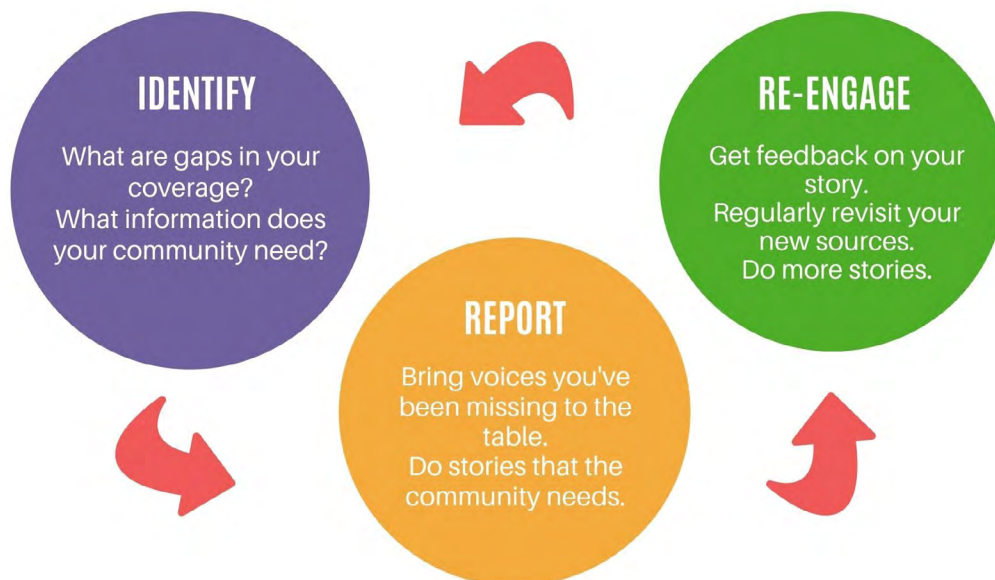 IDENTIFY
What are gaps in your
coverage?
What information does
your community need?
REPORT
Bring voices you've
been missing to the
table.
Do stories that the
community needs.
RE-ENGAGE
Get feedback on your
story.
Regularly revisit your
new sources.
Do more stories.